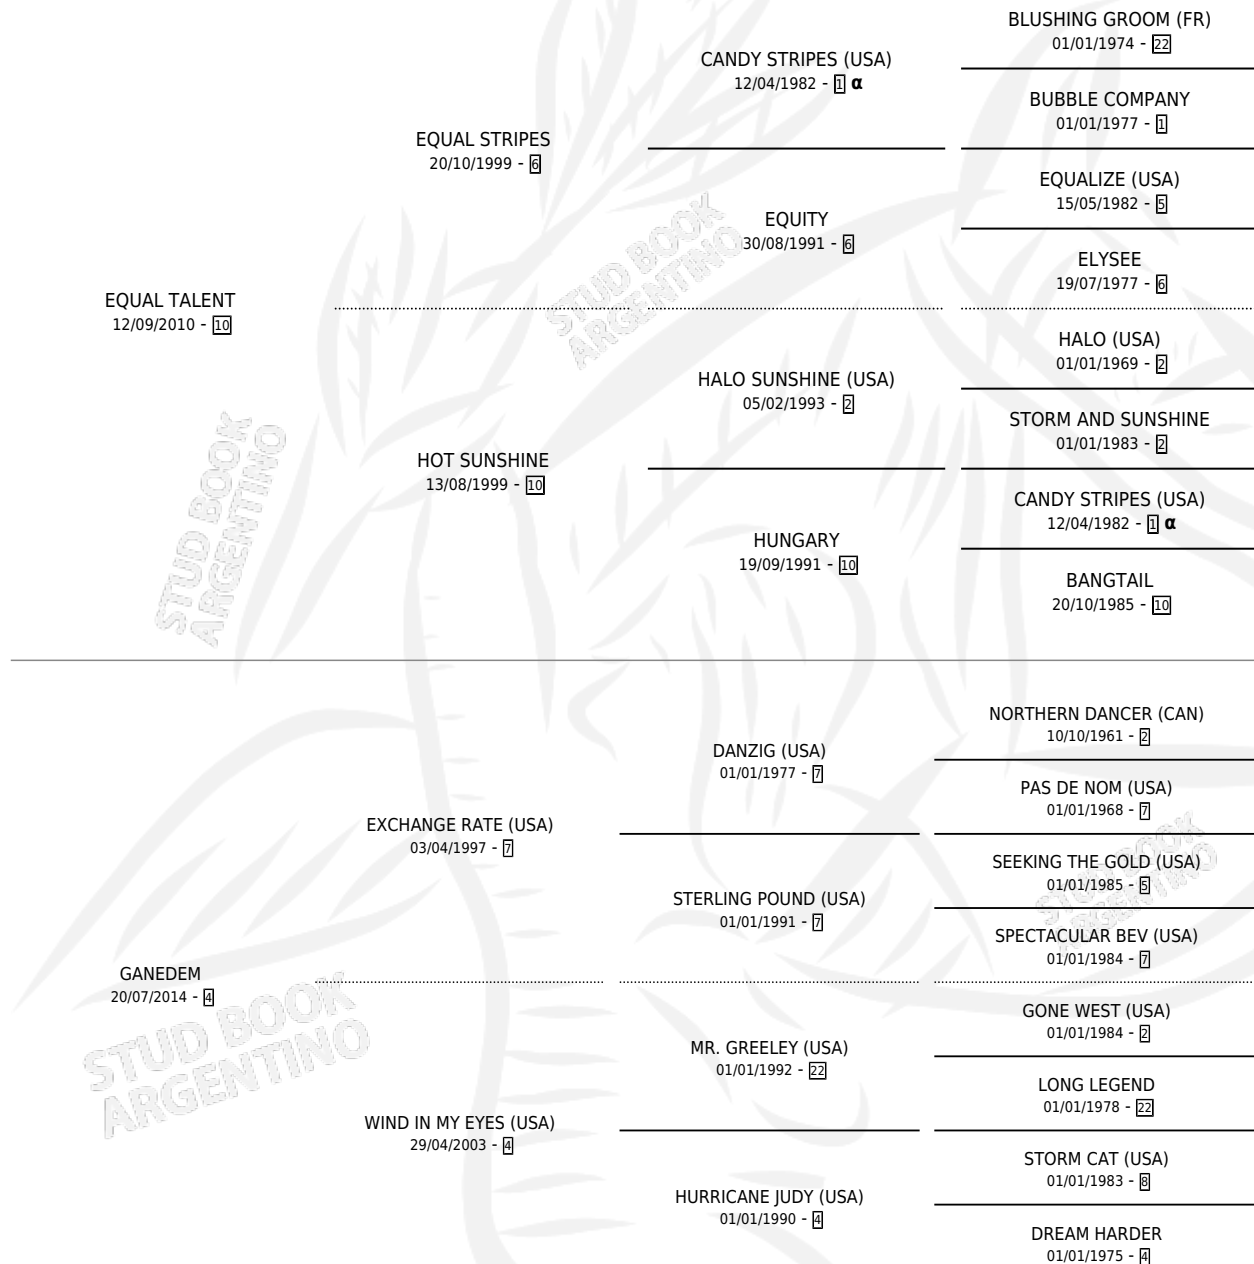 BLUSHING GROOM (FR)
01/01/1974 - 22
CANDY STRIPES (USA)
12/04/1982 - 1 α
BUBBLE COMPANY
01/01/1977 - 1
EQUAL STRIPES
20/10/1999 - 6
EQUALIZE (USA)
15/05/1982 - 5
EQUITY
30/08/1991 - 6
ELYSEE
19/07/1977 - 6
EQUAL TALENT
12/09/2010 - 10
HALO (USA)
01/01/1969 - 2
HALO SUNSHINE (USA)
05/02/1993 - 2
STORM AND SUNSHINE
01/01/1983 - 2
HOT SUNSHINE
13/08/1999 - 10
CANDY STRIPES (USA)
12/04/1982 - 1 α
HUNGARY
19/09/1991 - 10
BANGTAIL
20/10/1985 - 10
STUD BOOK
ARGENTINO
STUD BOOK
ARGENTINO
NORTHERN DANCER (CAN)
10/10/1961 - 2
DANZIG (USA)
01/01/1977 - 7
PAS DE NOM (USA)
01/01/1968 - 7
EXCHANGE RATE (USA)
03/04/1997 - 7
SEEKING THE GOLD (USA)
01/01/1985 - 5
STERLING POUND (USA)
01/01/1991 - 7
SPECTACULAR BEV (USA)
01/01/1984 - 7
GANEDEM
20/07/2014 - 4
GONE WEST (USA)
01/01/1984 - 2
MR. GREELEY (USA)
01/01/1992 - 22
LONG LEGEND
01/01/1978 - 22
WIND IN MY EYES (USA)
29/04/2003 - 4
STORM CAT (USA)
01/01/1983 - 8
HURRICANE JUDY (USA)
01/01/1990 - 4
DREAM HARDER
01/01/1975 - 4
STUD BOOK
ARGENTINO
STUD BOOK
ARGENTINO